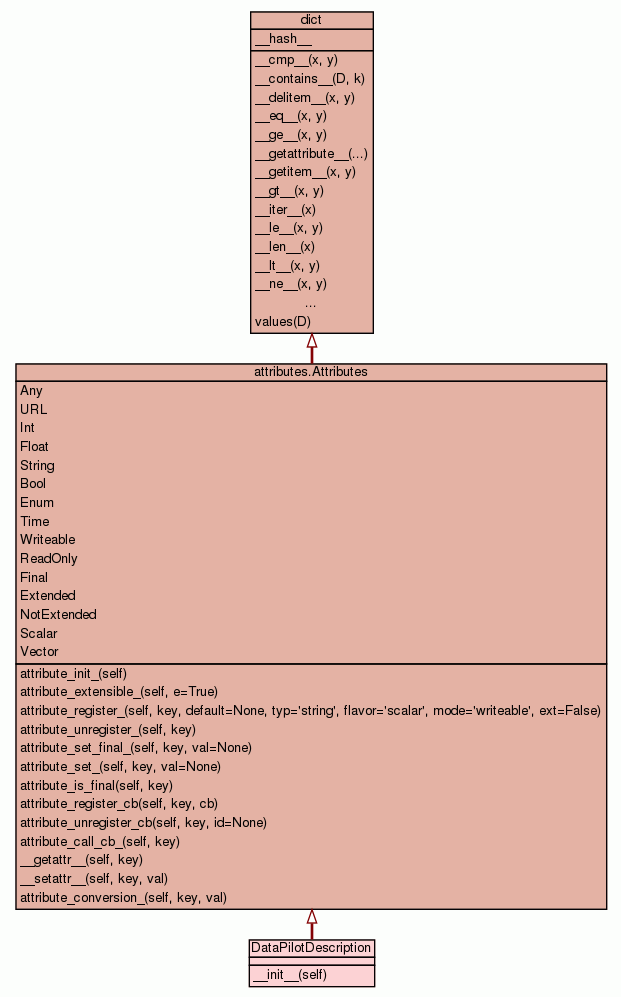 dict
__hash__
__cmp__(x, y)
__contains__(D, k)
__delitem__(x, y)
__eq__(x, y)
__ge__(x, y)
__getattribute__(...)
__getitem__(x, y)
__gt__(x, y)
__iter__(x)
__le__(x, y)
__len__(x)
__lt__(x, y)
__ne__(x, y)
...
values(D)
attributes.Attributes
Any
URL
Int
Float
String
Bool
Enum
Time
Writeable
ReadOnly
Final
Extended
NotExtended
Scalar
Vector
attribute_init_(self)
attribute_extensible_(self, e=True)
attribute_register_(self, key, default=None, typ='string', flavor='scalar', mode='writeable', ext=False)
attribute_unregister_(self, key)
attribute_set_final_(self, key, val=None)
attribute_set_(self, key, val=None)
attribute_is_final(self, key)
attribute_register_cb(self, key, cb)
attribute_unregister_cb(self, key, id=None)
attribute_call_cb_(self, key)
__getattr__(self, key)
__setattr__(self, key, val)
attribute_conversion_(self, key, val)
DataPilotDescription
__init__(self)